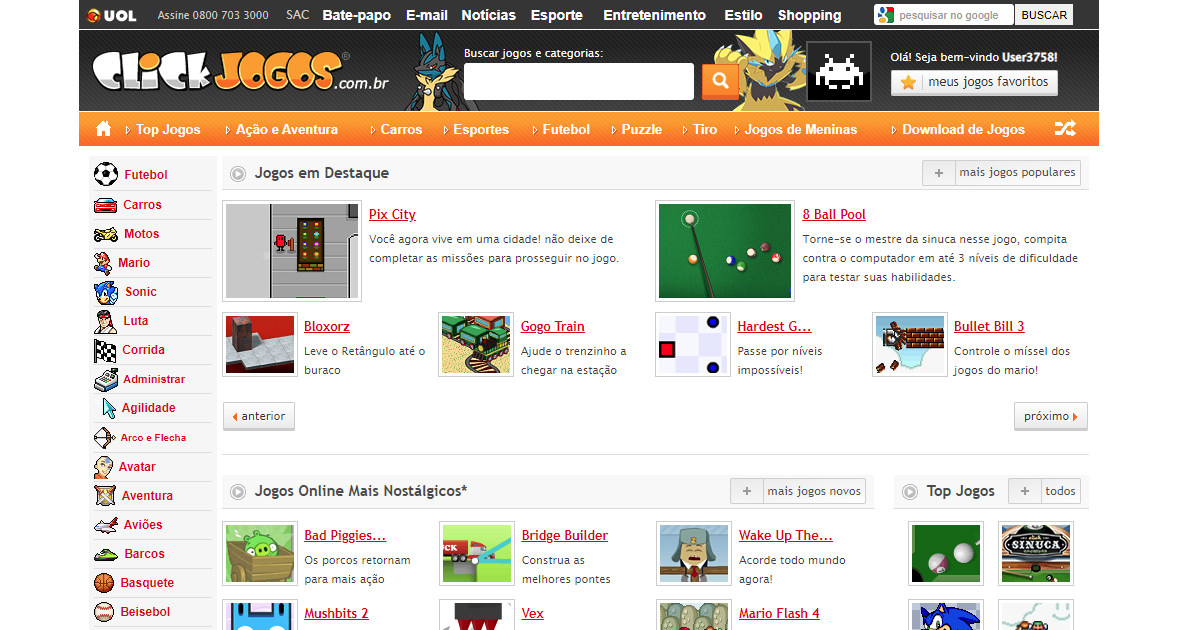 UOL Assine 0800 703 3000 SAC Bate-papo E-mail Notícias Esporte Entretenimento Estilo Shopping pesquisar no google BUSCAR
CLICK JOGOS.com.br
Buscar jogos e categorias:
Olá! Seja bem-vindo User3758!
meus jogos favoritos
Top Jogos Ação e Aventura Carros Esportes Futebol Puzzle Tiro Jogos de Meninas Download de Jogos
Futebol
Carros
Motos
Mario
Sonic
Luta
Corrida
Administrar
Agilidade
Arco e Flecha
Avatar
Aventura
Aviões
Barcos
Basquete
Beisebol
Jogos em Destaque
+ mais jogos populares
Pix City
Você agora vive em uma cidade! não deixe de
completar as missões para prosseguir no jogo.
8 Ball Pool
Torne-se o mestre da sinuca nesse jogo, compita
contra o computador em até 3 níveis de dificuldade
para testar suas habilidades.
Bloxorz
Leve o Retângulo até o
buraco
Gogo Train
Ajude o trenzinho a
chegar na estação
Hardest G...
Passe por níveis
impossíveis!
Bullet Bill 3
Controle o míssel dos
jogos do mario!
anterior
próximo
Jogos Online Mais Nostálgicos*
+ mais jogos novos
Bad Piggies...
Os porcos retornam
para mais ação
Bridge Builder
Construa as
melhores pontes
Wake Up The...
Acorde todo mundo
agora!
Mushbits 2
Vex
Mario Flash 4
Top Jogos
+ todos
SINUCA